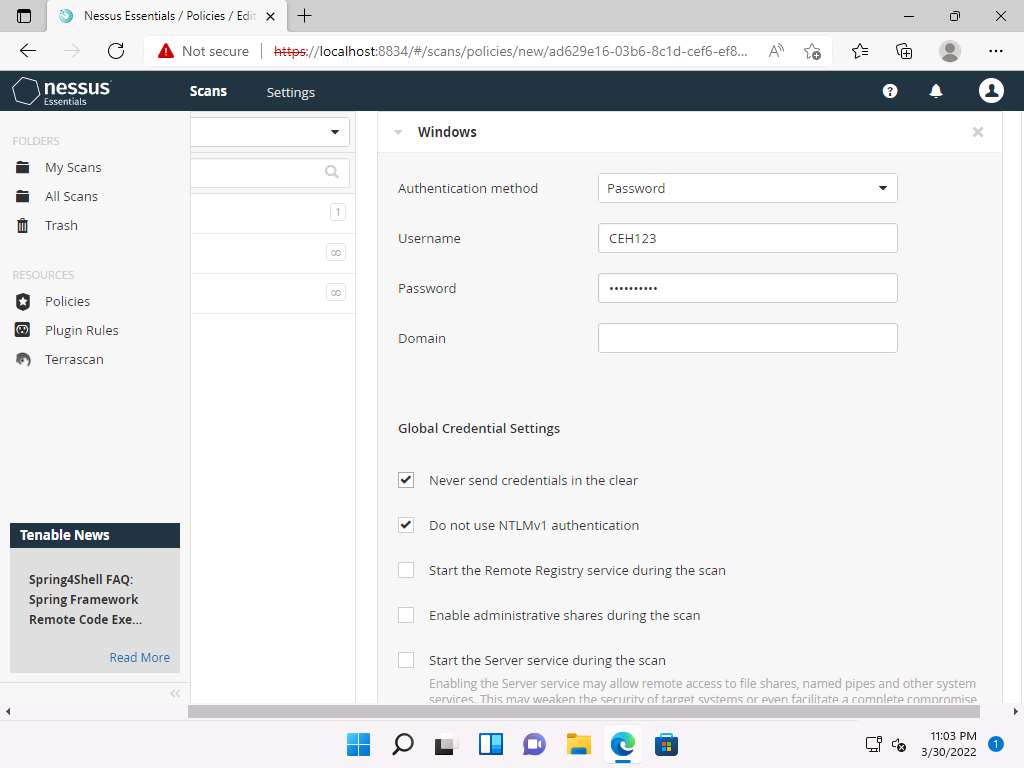 Nessus Essentials / Policies / Edit
Not secure
https://localhost:8834/#/scans/policies/new/ad629e16-03b6-8c1d-cef6-ef8...
nessus
Essentials
Scans
Settings
FOLDERS
My Scans
All Scans
Trash
RESOURCES
Policies
Plugin Rules
Terrascan
Tenable News
Spring4Shell FAQ:
Spring Framework
Remote Code Exe...
Read More
1
∞
∞
Windows
Authentication method
Password
Username
CEH123
Password
••••••••••
Domain
Global Credential Settings
Never send credentials in the clear
Do not use NTLMv1 authentication
Start the Remote Registry service during the scan
Enable administrative shares during the scan
Start the Server service during the scan
Enabling the Server service may allow remote access to file shares, named pipes and other system
services. This may weaken the security of target systems or even facilitate a complete compromise
11:03 PM
3/30/2022
1